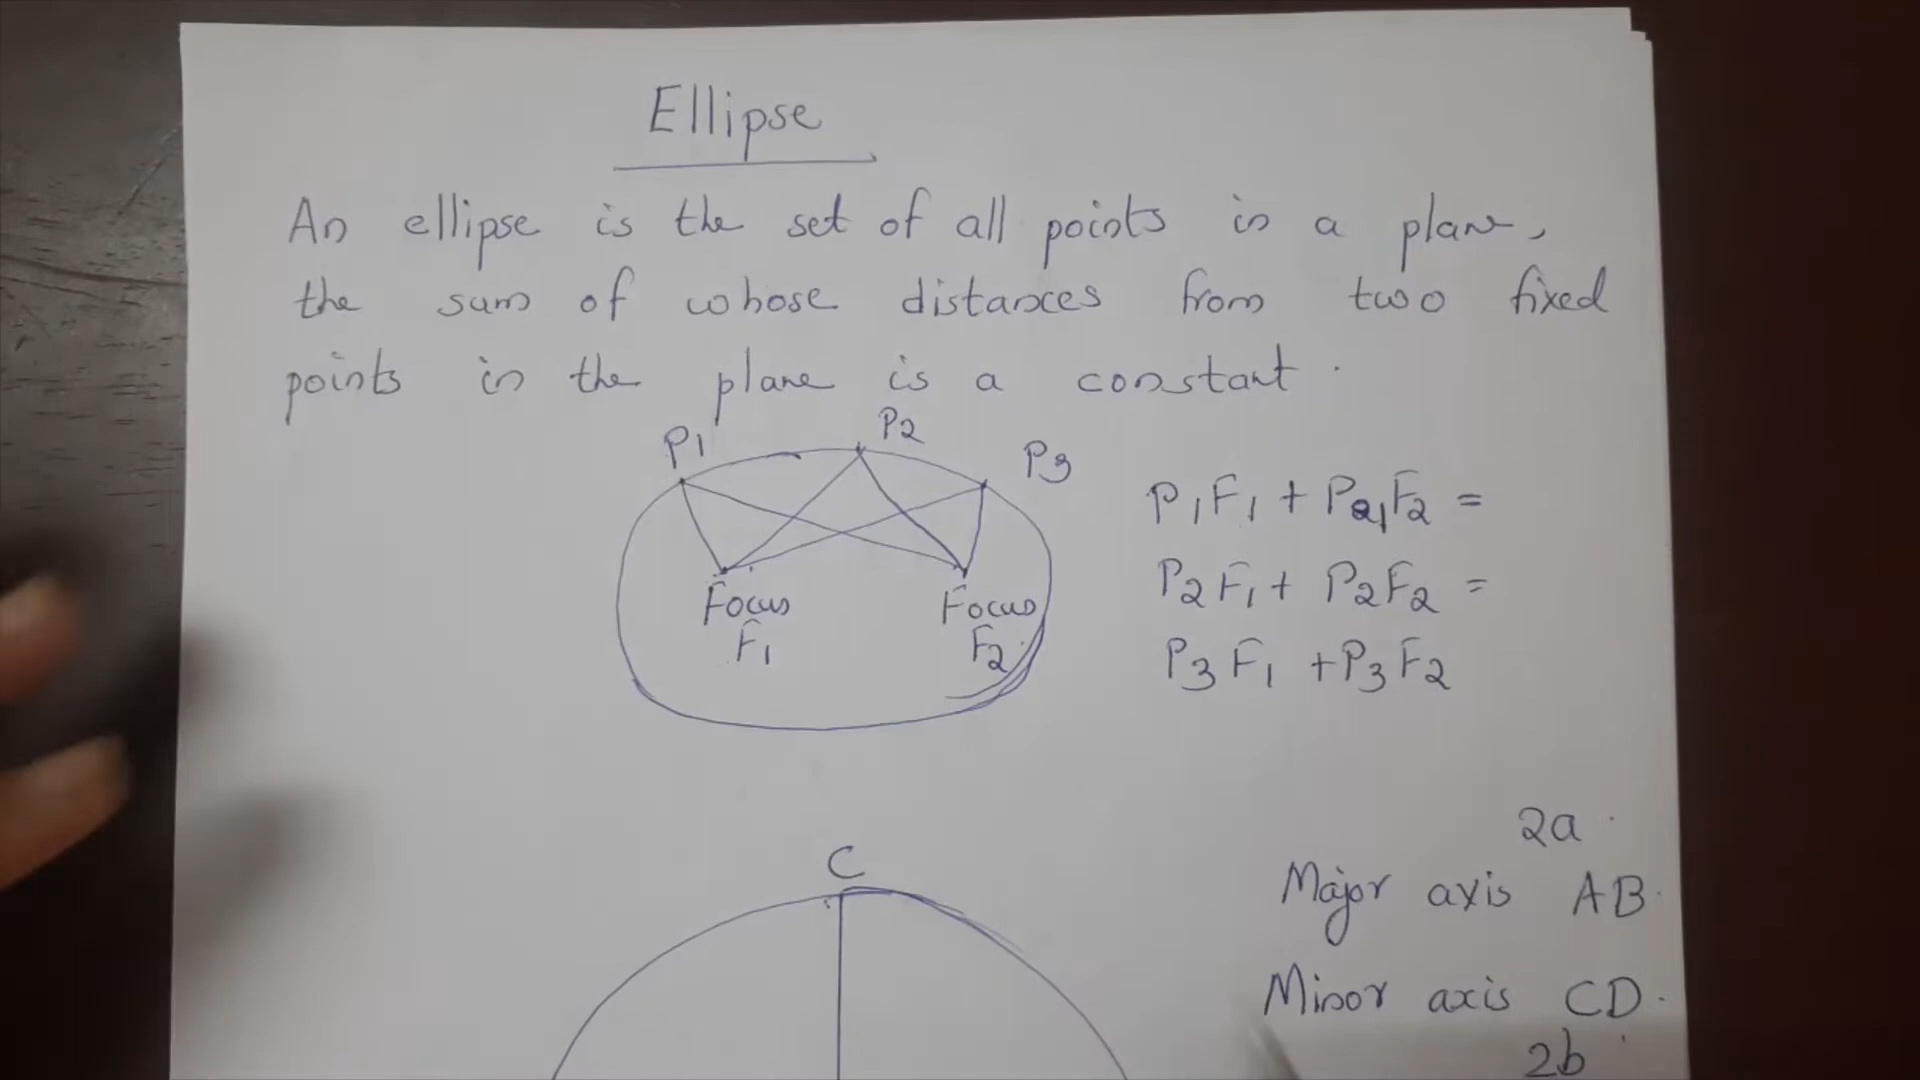 Ellipse
An ellipse is the set of all points in a plane,
the sum of whose distances from two fixed
points in the plane is a constant.
P1
P2
P3
Focus
F1
Focus
F2
P1F1 + P1F2 =
P2F1 + P2F2 =
P3F1 + P3F2
C
2a
Major axis AB.
Minor axis CD.
2b